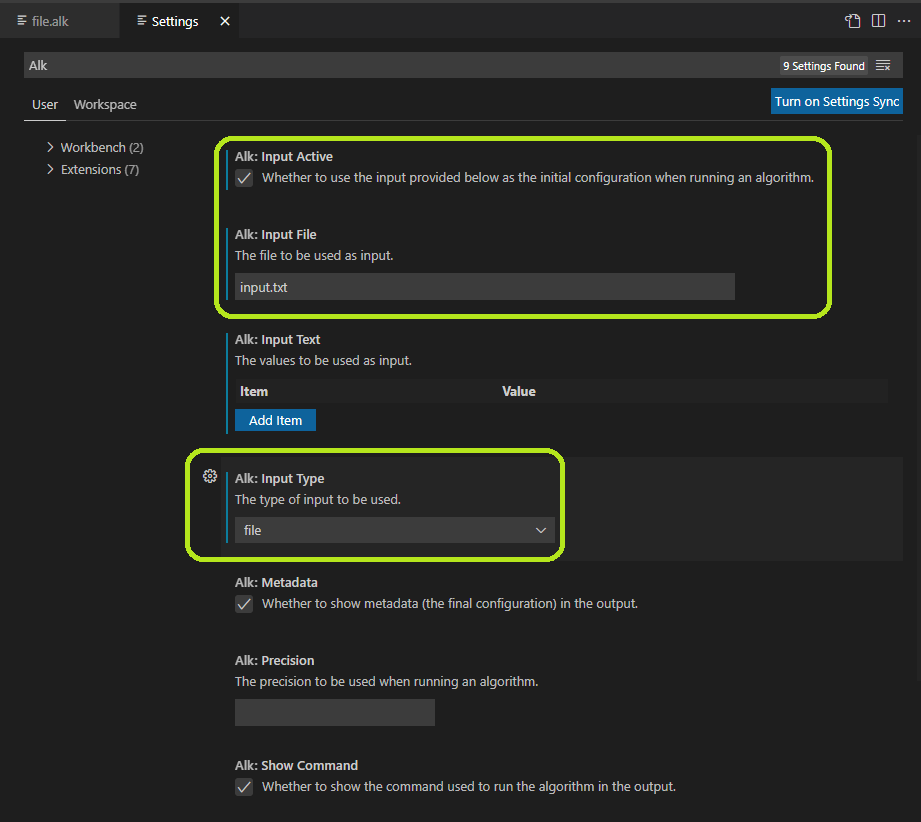 file.alk
Settings
Alk
9 Settings Found
User
Workspace
Turn on Settings Sync
Workbench (2)
Extensions (7)
Alk: Input Active
Whether to use the input provided below as the initial configuration when running an algorithm.
Alk: Input File
The file to be used as input.
input.txt
Alk: Input Text
The values to be used as input.
Item
Value
Add Item
Alk: Input Type
The type of input to be used.
file
Alk: Metadata
Whether to show metadata (the final configuration) in the output.
Alk: Precision
The precision to be used when running an algorithm.
Alk: Show Command
Whether to show the command used to run the algorithm in the output.